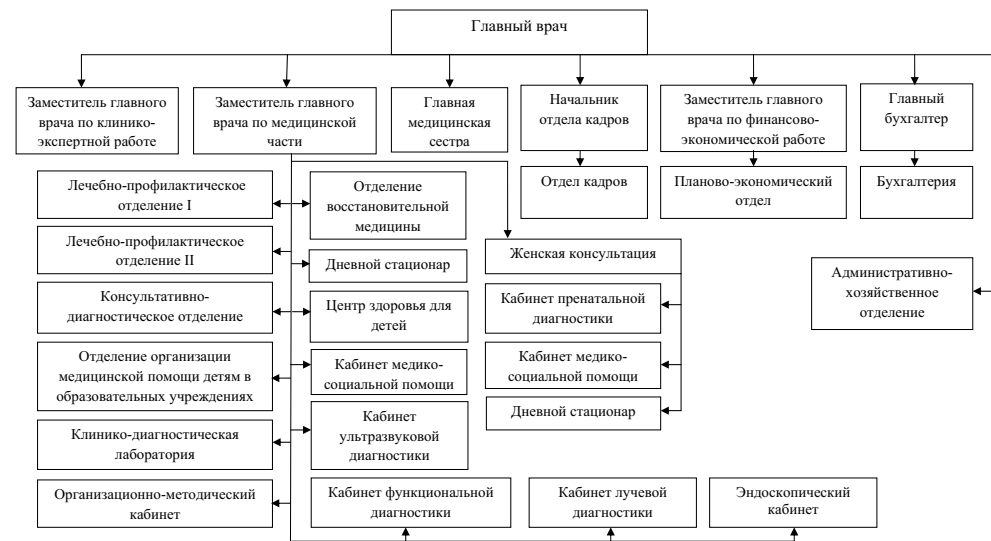 Главный врач
Заместитель главного
врача по клинико-
экспертной работе
Заместитель главного
врача по медицинской
части
Главная
медицинская
сестра
Начальник
отдела кадров
Заместитель главного
врача по финансово-
экономической работе
Главный
бухгалтер
Отдел кадров
Планово-экономический
отдел
Бухгалтерия
Лечебно-профилактическое
отделение I
Отделение
восстановительной
медицины
Лечебно-профилактическое
отделение II
Дневной стационар
Женская консультация
Административно-
хозяйственное
отделение
Консультативно-
диагностическое отделение
Центр здоровья для
детей
Кабинет пренатальной
диагностики
Отделение организации
медицинской помощи детям в
образовательных учреждениях
Кабинет медико-
социальной помощи
Кабинет медико-
социальной помощи
Дневной стационар
Клинико-диагностическая
лаборатория
Кабинет
ультразвуковой
диагностики
Организационно-методический
кабинет
Кабинет функциональной
диагностики
Кабинет лучевой
диагностики
Эндоскопический
кабинет